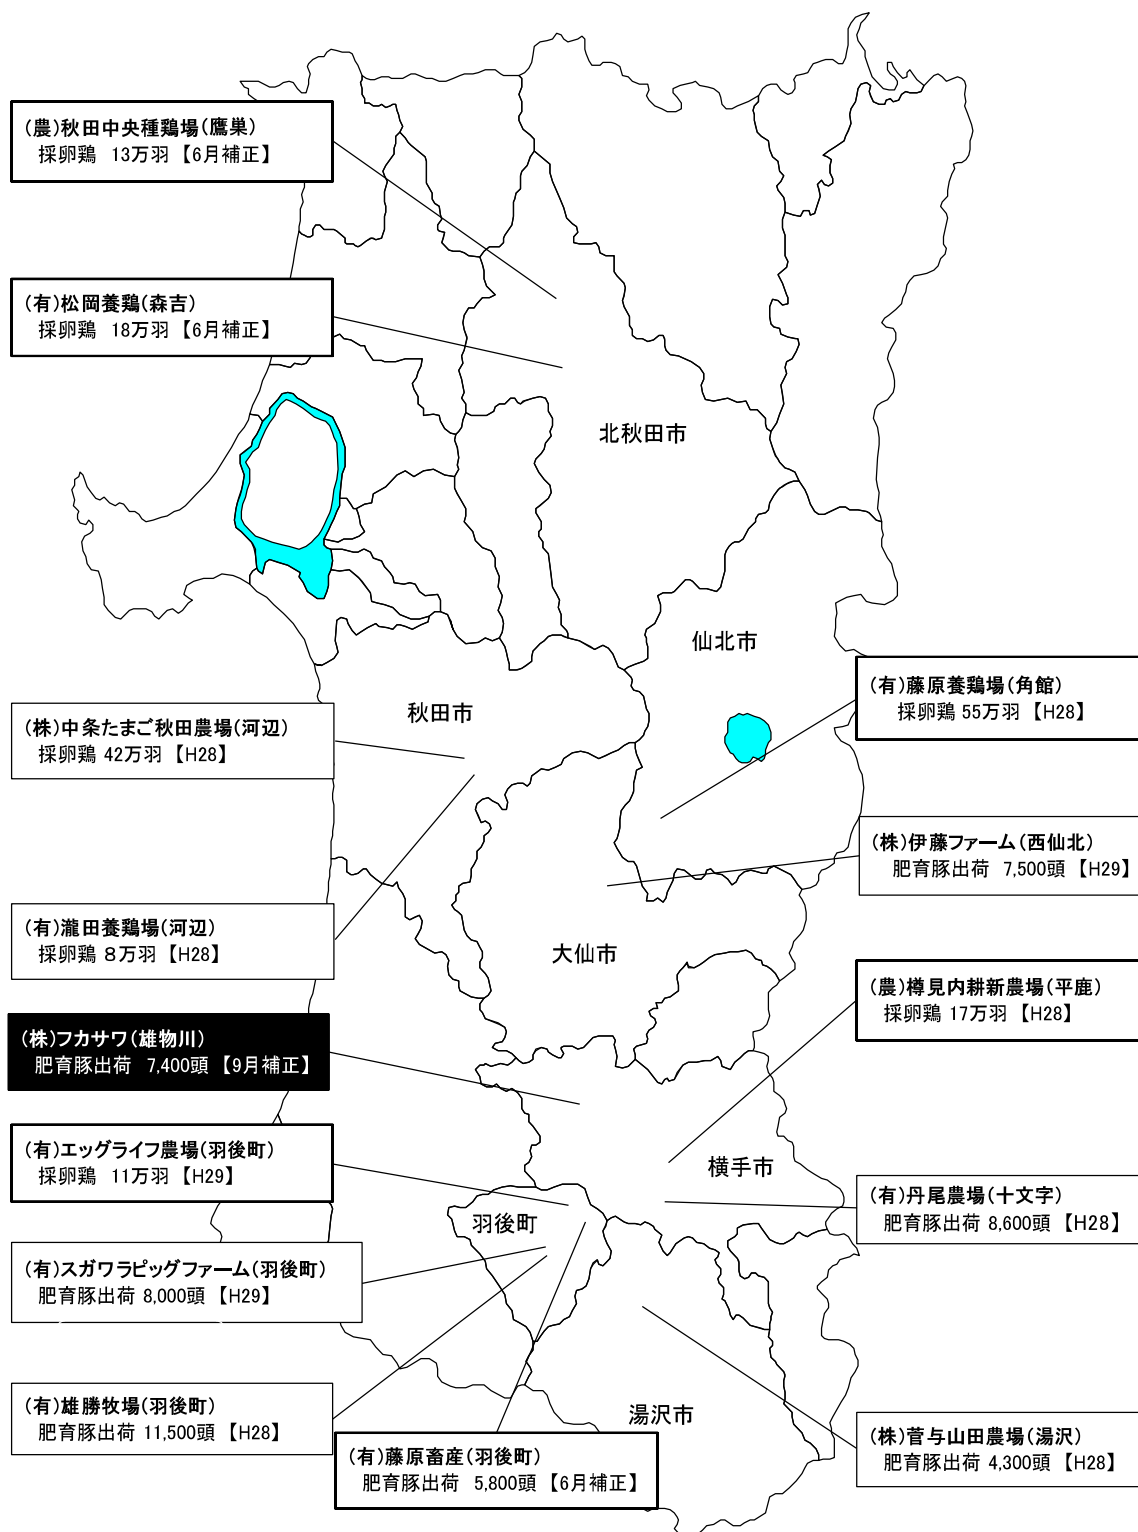 (農)秋田中央種鶏場(鷹巣)
採卵鶏 13万羽【6月補正】
(有)松岡養鶏(森吉)
採卵鶏 18万羽【6月補正】
北秋田市
仙北市
(有)藤原養鶏場(角館)
採卵鶏 55万羽【H28】
秋田市
(株)中条たまご秋田農場(河辺)
採卵鶏 42万羽【H28】
(株)伊藤ファーム(西仙北)
肥育豚出荷 7,500頭【H29】
(有)瀧田養鶏場(河辺)
採卵鶏 8万羽【H28】
大仙市
(農)樽見内耕新農場(平鹿)
採卵鶏 17万羽【H28】
(株)フカサワ(雄物川)
肥育豚出荷 7,400頭【9月補正】
(有)エッグライフ農場(羽後町)
採卵鶏 11万羽【H29】
横手市
(有)丹尾農場(十文字)
肥育豚出荷 8,600頭【H28】
羽後町
(有)スガワラピッグファーム(羽後町)
肥育豚出荷 8,000頭【H29】
(有)雄勝牧場(羽後町)
肥育豚出荷 11,500頭【H28】
湯沢市
(株)菅与山田農場(湯沢)
肥育豚出荷 4,300頭【H28】
(有)藤原畜産(羽後町)
肥育豚出荷 5,800頭【6月補正】